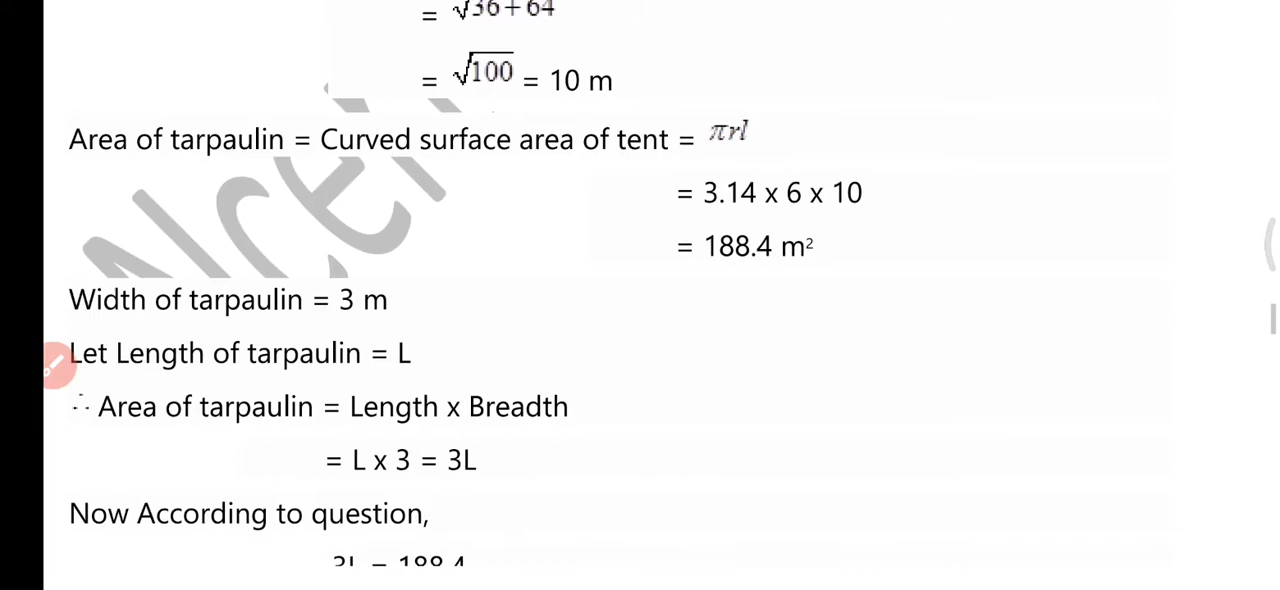 = √36+64
= √100 = 10 m
Area of tarpaulin = Curved surface area of tent = πrl
= 3.14 x 6 x 10
= 188.4 m²
Width of tarpaulin = 3 m
Let Length of tarpaulin = L
∴ Area of tarpaulin = Length x Breadth
= L x 3 = 3L
Now According to question,